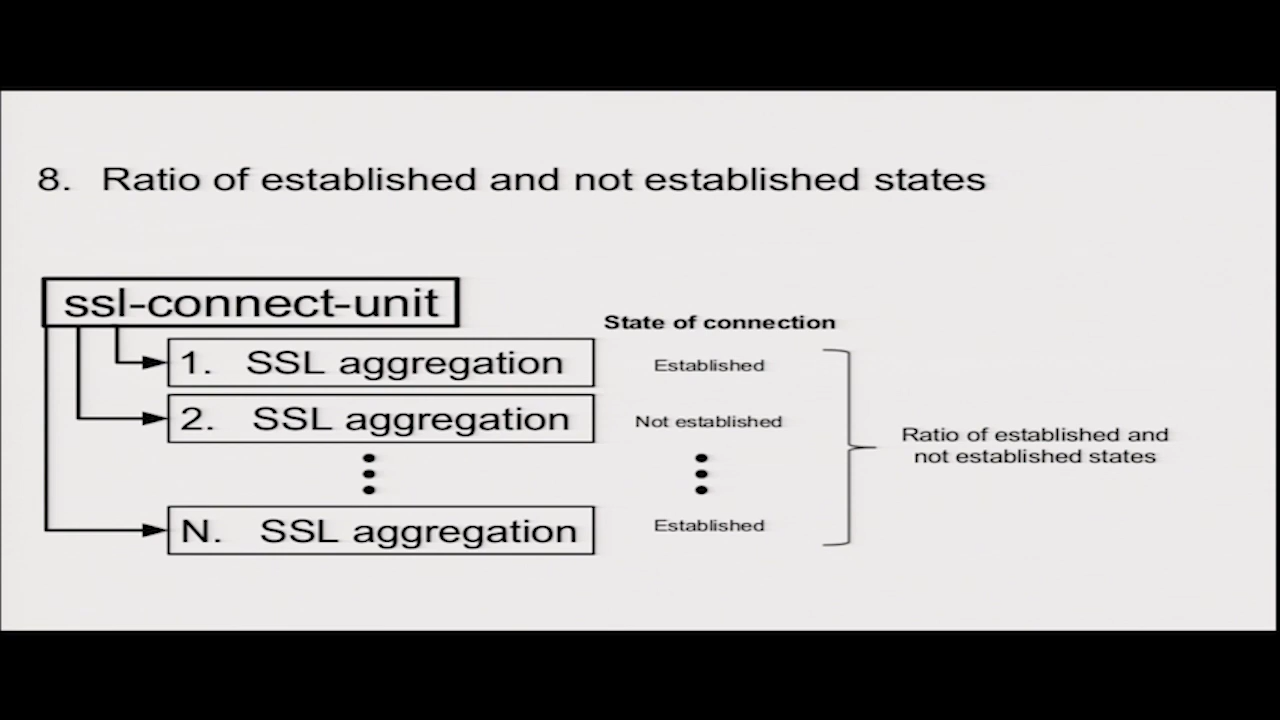 8. Ratio of established and not established states
ssl-connect-unit
State of connection
1. SSL aggregation
Established
2. SSL aggregation
Not established
N. SSL aggregation
Established
Ratio of established and
not established states